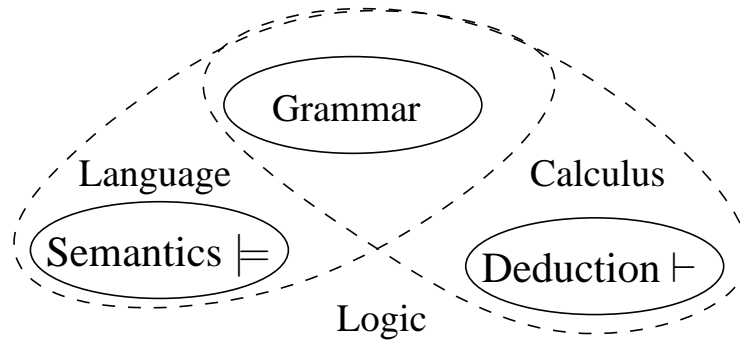 Grammar
Language
Calculus
Semantics ⊨
Deduction ⊢
Logic